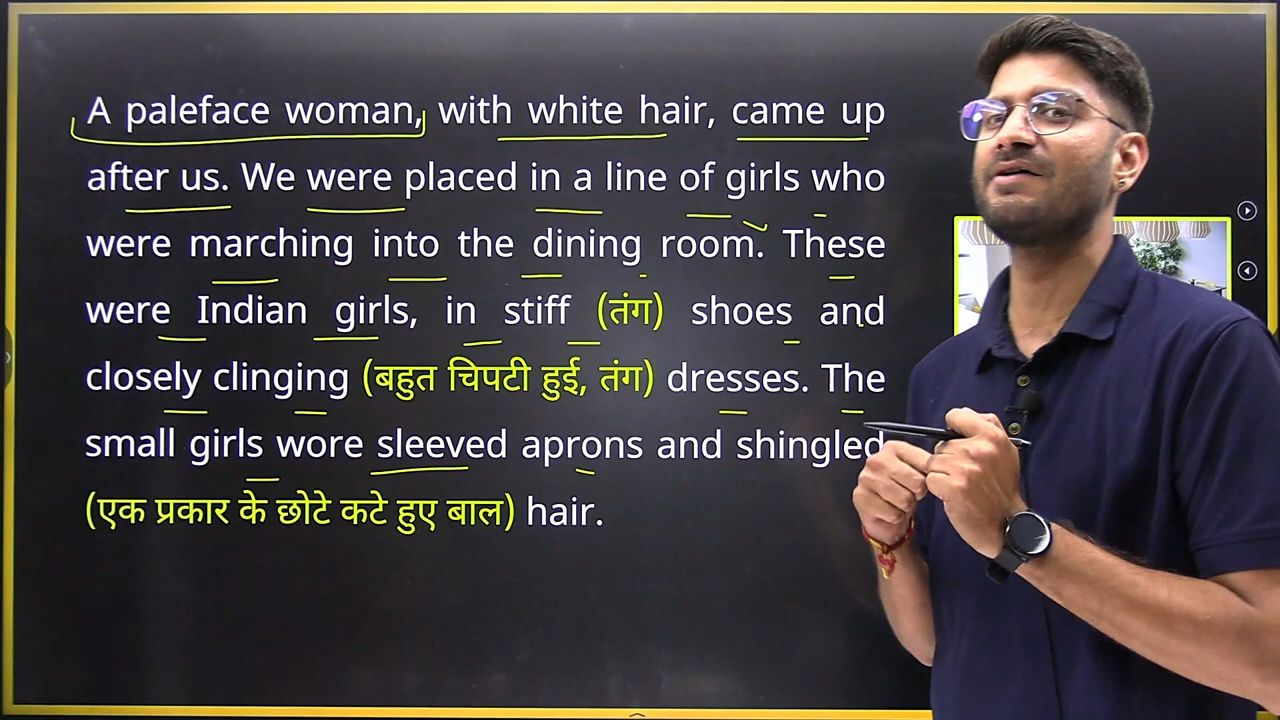 A paleface woman, with white hair, came up
after us. We were placed in a line of girls who
were marching into the dining room. These
were Indian girls, in stiff (तंग) shoes and
closely clinging (बहुत चिपटी हुई, तंग) dresses. The
small girls wore sleeved aprons and shingled
(एक प्रकार के छोटे कटे हुए बाल) hair.